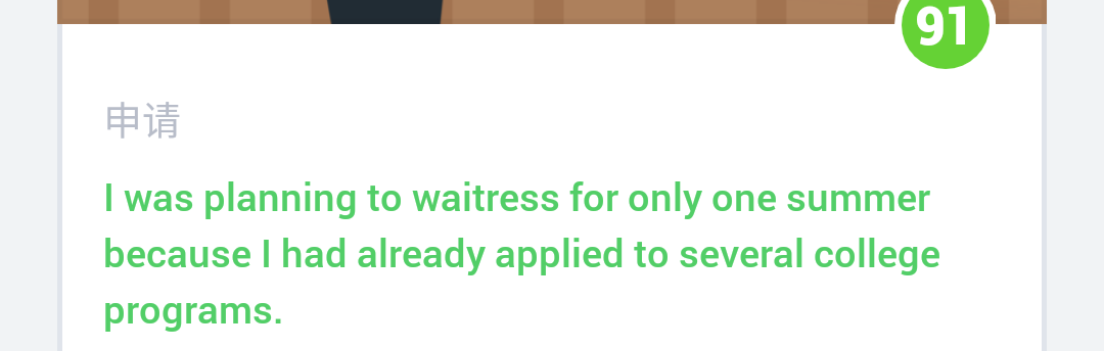 91
申请
I was planning to waitress for only one summer
because I had already applied to several college
programs.